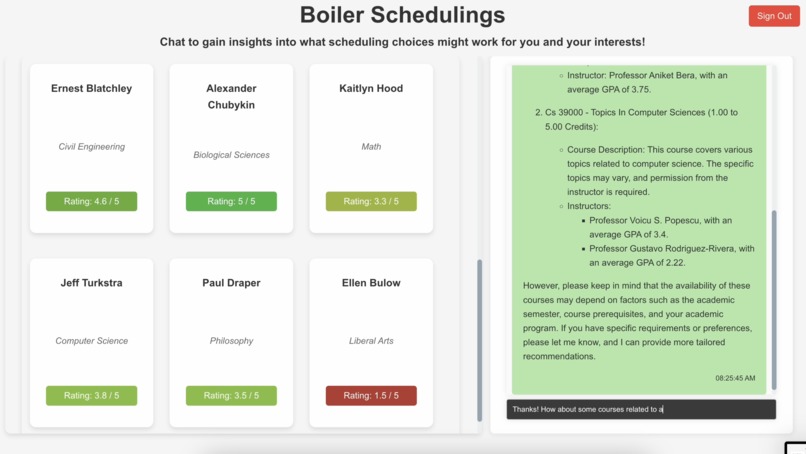 Boiler Schedulings
Sign Out
Chat to gain insights into what scheduling choices might work for you and your interests!
Ernest Blatchley
Civil Engineering
Rating: 4.6 / 5
Alexander
Chubykin
Biological Sciences
Rating: 5 / 5
Kaitlyn Hood
Math
Rating: 3.3 / 5
Jeff Turkstra
Computer Science
Rating: 3.8 / 5
Paul Draper
Philosophy
Rating: 3.5 / 5
Ellen Bulow
Liberal Arts
Rating: 1.5 / 5
Instructor: Professor Aniket Bera, with an
average GPA of 3.75.
2. Cs 39000 - Topics In Computer Sciences (1.00 to
5.00 Credits):
Course Description: This course covers various
topics related to computer science. The specific
topics may vary, and permission from the
instructor is required.
Instructors:
Professor Voicu S. Popescu, with an
average GPA of 3.4.
Professor Gustavo Rodriguez-Rivera, with
an average GPA of 2.22.
However, please keep in mind that the availability of these
courses may depend on factors such as the academic
semester, course prerequisites, and your academic
program. If you have specific requirements or preferences,
please let me know, and I can provide more tailored
recommendations.
08:25:45 AM
Thanks! How about some courses related to a